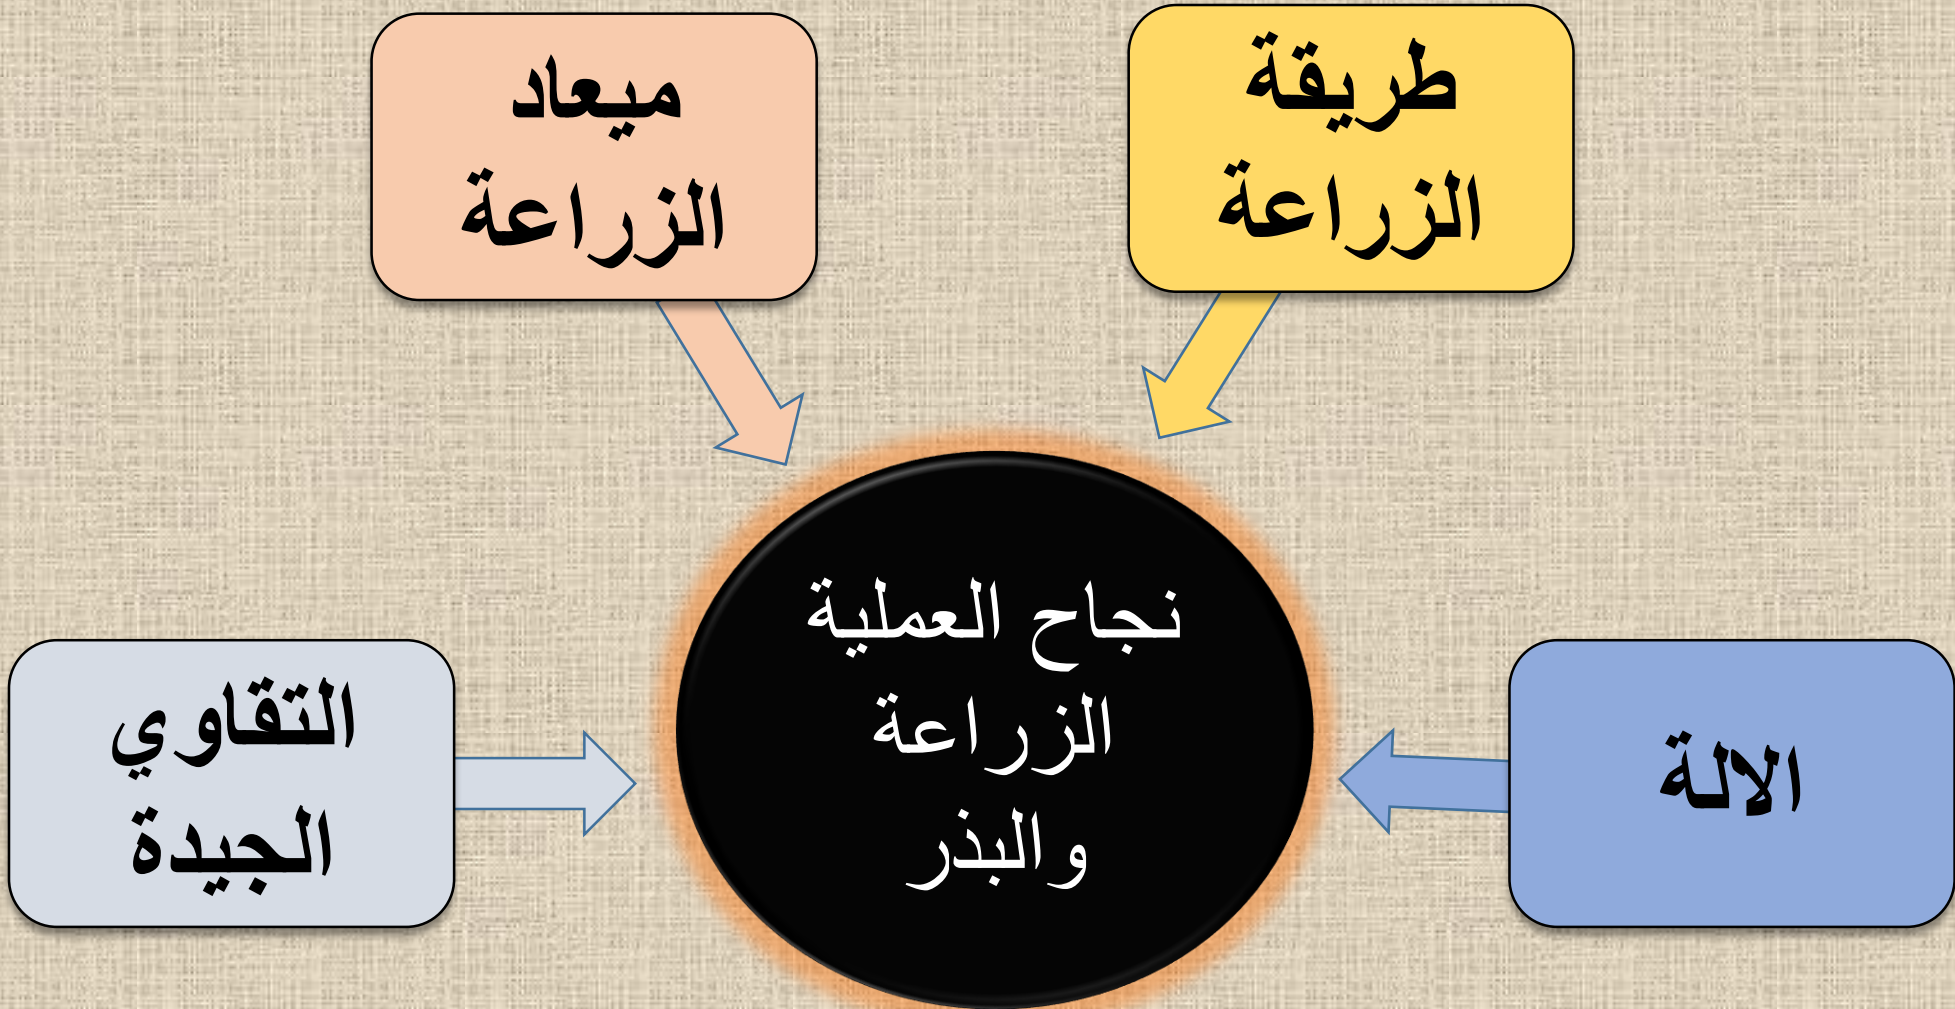 طريقة
الزراعة
ميعاد
الزراعة
نجاح العملية
الزراعة
والبذر
الالة
التقاوي
الجيدة